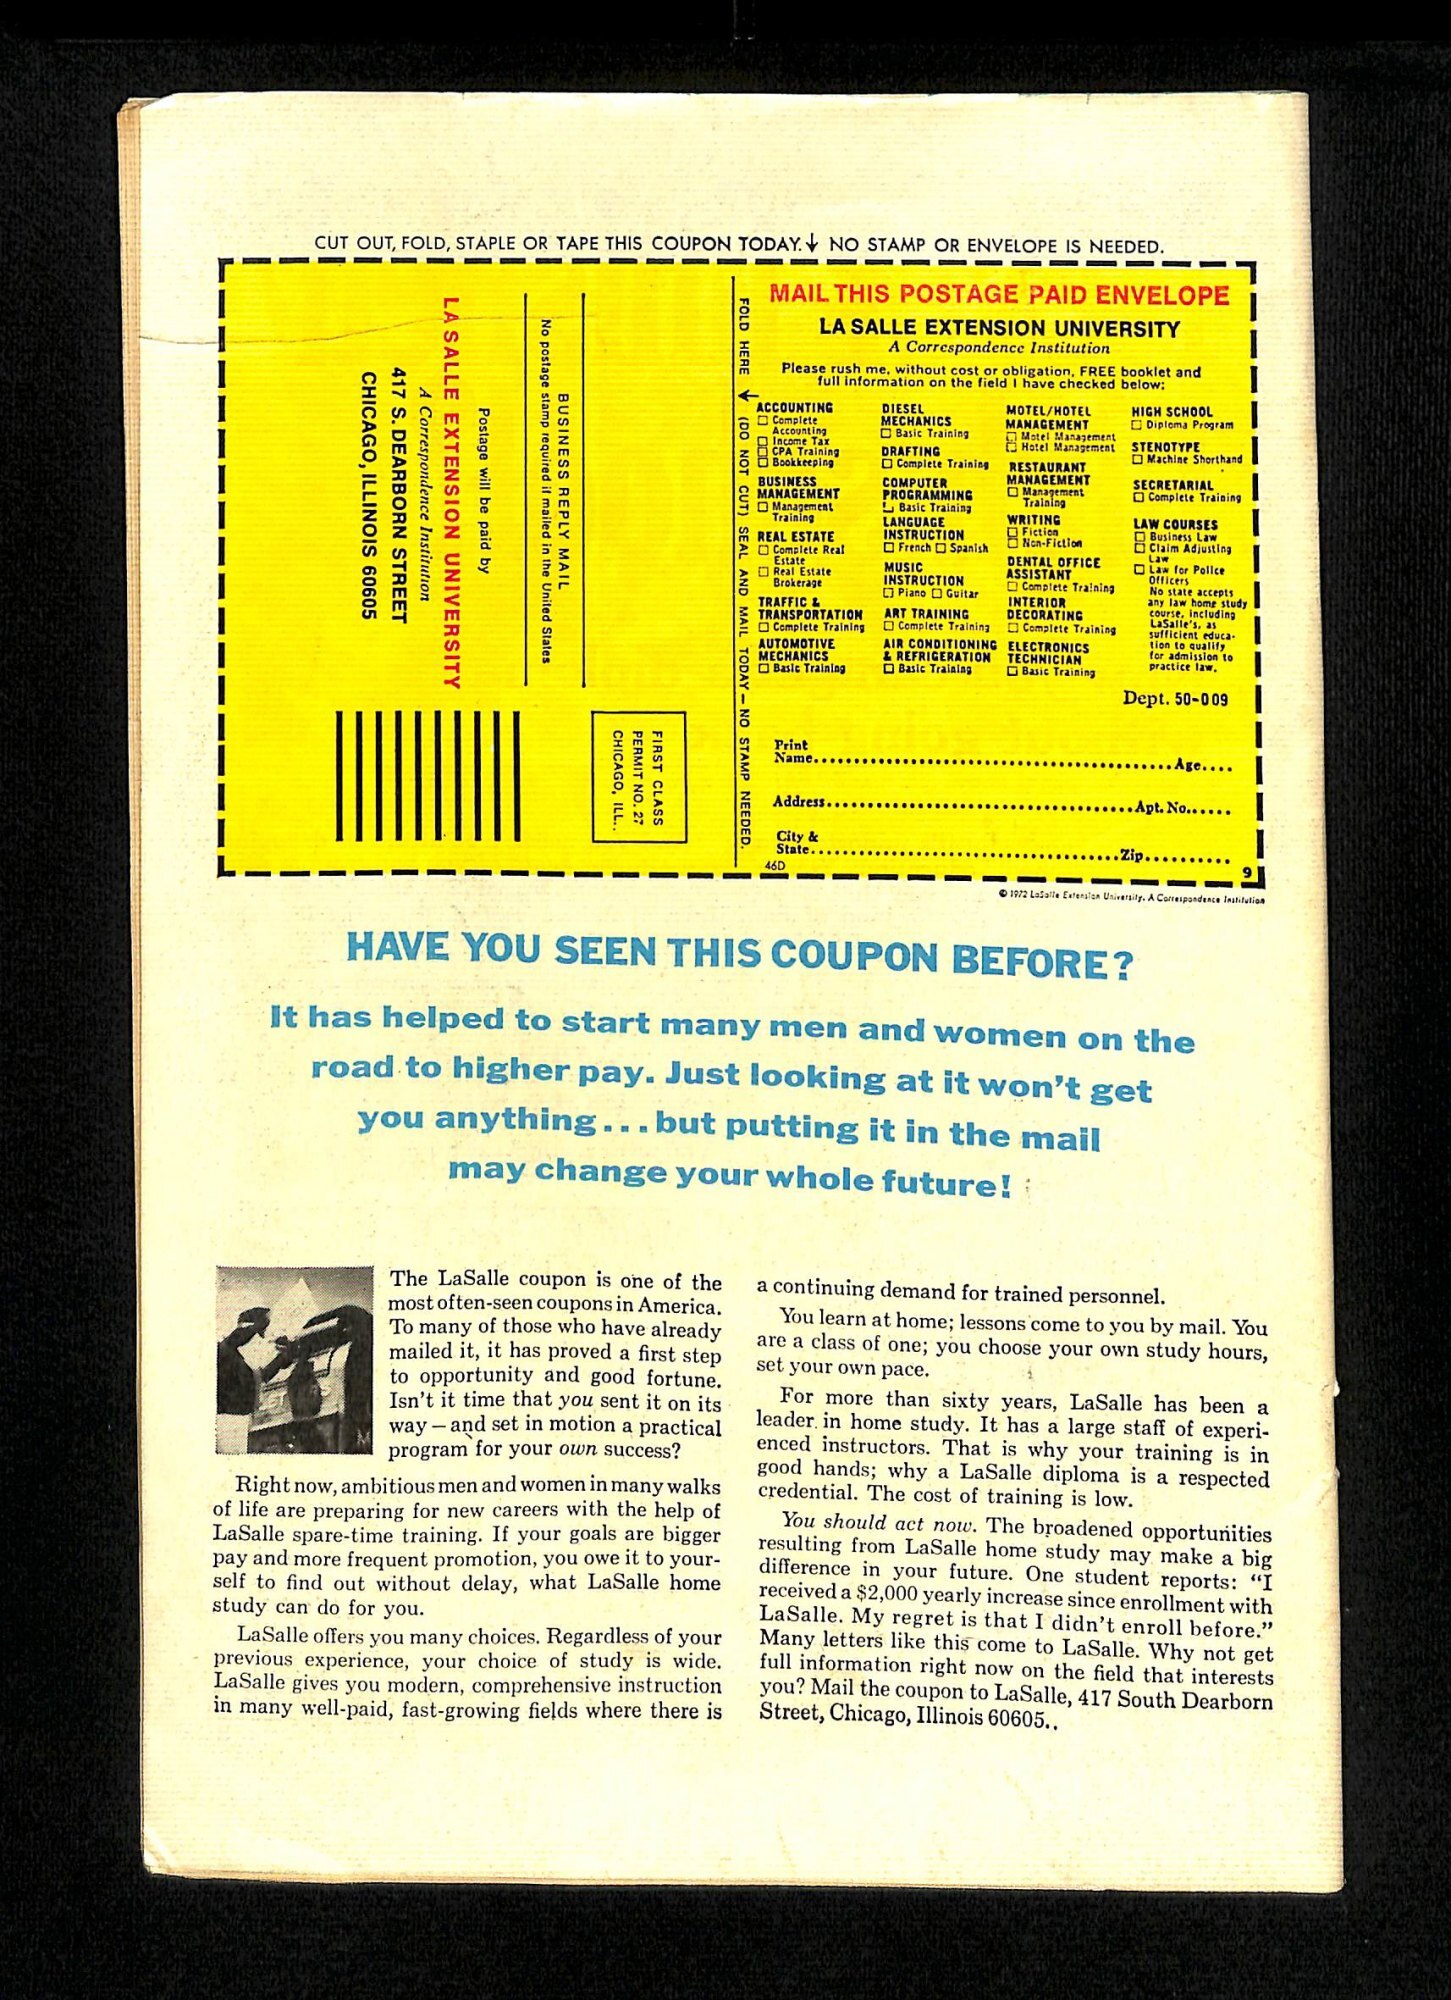 CUT OUT, FOLD, STAPLE OR TAPE THIS COUPON TODAY.↓ NO STAMP OR ENVELOPE IS NEEDED.
BUSINESS REPLY MAIL
No postage stamp required if mailed in the United States
Postage will be paid by
LA SALLE EXTENSION UNIVERSITY
A Correspondence Institution
417 S. DEARBORN STREET
CHICAGO, ILLINOIS 60605
FIRST CLASS
PERMIT NO. 27
CHICAGO, ILL..
FOLD HERE ↓ (DO NOT CUT) SEAL AND MAIL TODAY — NO STAMP NEEDED.
MAIL THIS POSTAGE PAID ENVELOPE
LA SALLE EXTENSION UNIVERSITY
A Correspondence Institution
Please rush me, without cost or obligation, FREE booklet and
full information on the field I have checked below:
ACCOUNTING
☐ Complete
Accounting
☐ Income Tax
☐ CPA Training
☐ Bookkeeping
BUSINESS
MANAGEMENT
☐ Management
Training
REAL ESTATE
☐ Complete Real
Estate
☐ Real Estate
Brokerage
TRAFFIC &
TRANSPORTATION
☐ Complete Training
AUTOMOTIVE
MECHANICS
☐ Basic Training
DIESEL
MECHANICS
☐ Basic Training
DRAFTING
☐ Complete Training
COMPUTER
PROGRAMMING
☐ Basic Training
LANGUAGE
INSTRUCTION
☐ French ☐ Spanish
MUSIC
INSTRUCTION
☐ Piano ☐ Guitar
ART TRAINING
☐ Complete Training
AIR CONDITIONING
& REFRIGERATION
☐ Basic Training
MOTEL/HOTEL
MANAGEMENT
☐ Motel Management
☐ Hotel Management
RESTAURANT
MANAGEMENT
☐ Management
Training
WRITING
☐ Fiction
☐ Non-Fiction
DENTAL OFFICE
ASSISTANT
☐ Complete Training
INTERIOR
DECORATING
☐ Complete Training
ELECTRONICS
TECHNICIAN
☐ Basic Training
HIGH SCHOOL
☐ Diploma Program
STENOTYPE
☐ Machine Shorthand
SECRETARIAL
☐ Complete Training
LAW COURSES
☐ Business Law
☐ Claim Adjusting
Law
☐ Law for Police
Officers
No state accepts
any law home study
course, including
LaSalle's, as
sufficient educa-
tion to qualify
for admission to
practice law.
Dept. 50-009
Print
Name........................................Age....
Address..................................Apt. No......
City &
State..................................Zip..........
46D 9
© 1972 LaSalle Extension University. A Correspondence Institution
HAVE YOU SEEN THIS COUPON BEFORE?
It has helped to start many men and women on the
road to higher pay. Just looking at it won't get
you anything...but putting it in the mail
may change your whole future!
The LaSalle coupon is one of the
most often-seen coupons in America.
To many of those who have already
mailed it, it has proved a first step
to opportunity and good fortune.
Isn't it time that you sent it on its
way — and set in motion a practical
program for your own success?
Right now, ambitious men and women in many walks
of life are preparing for new careers with the help of
LaSalle spare-time training. If your goals are bigger
pay and more frequent promotion, you owe it to your-
self to find out without delay, what LaSalle home
study can do for you.
LaSalle offers you many choices. Regardless of your
previous experience, your choice of study is wide.
LaSalle gives you modern, comprehensive instruction
in many well-paid, fast-growing fields where there is
a continuing demand for trained personnel.
You learn at home; lessons come to you by mail. You
are a class of one; you choose your own study hours,
set your own pace.
For more than sixty years, LaSalle has been a
leader in home study. It has a large staff of experi-
enced instructors. That is why your training is in
good hands; why a LaSalle diploma is a respected
credential. The cost of training is low.
You should act now. The broadened opportunities
resulting from LaSalle home study may make a big
difference in your future. One student reports: "I
received a $2,000 yearly increase since enrollment with
LaSalle. My regret is that I didn't enroll before."
Many letters like this come to LaSalle. Why not get
full information right now on the field that interests
you? Mail the coupon to LaSalle, 417 South Dearborn
Street, Chicago, Illinois 60605..